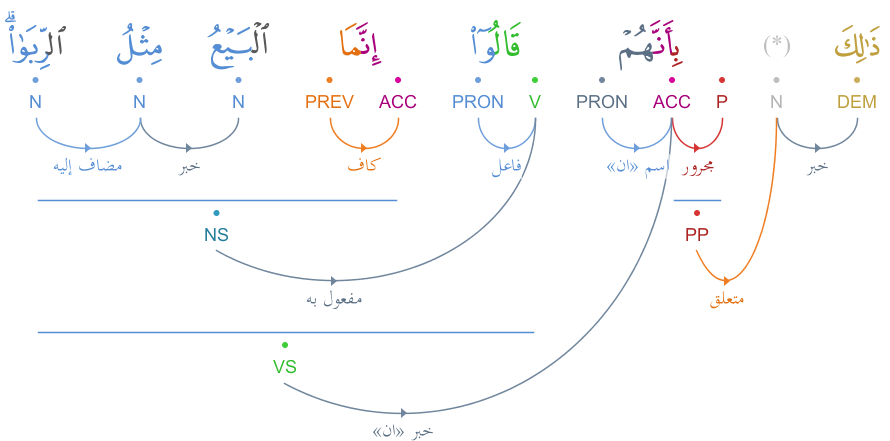 ذَٰلِكَ (*) بِأَنَّهُمْ قَالُوٓا۟ إِنَّمَا ٱلْبَيْعُ مِثْلُ ٱلرِّبَوٰا۟ ۗ
DEM N P ACC PRON V PRON ACC PREV N N N
خبر مجرور اسم «ان» فاعل كاف خبر مضاف إليه
PP NS
متعلق مفعول به
VS
خبر «ان»